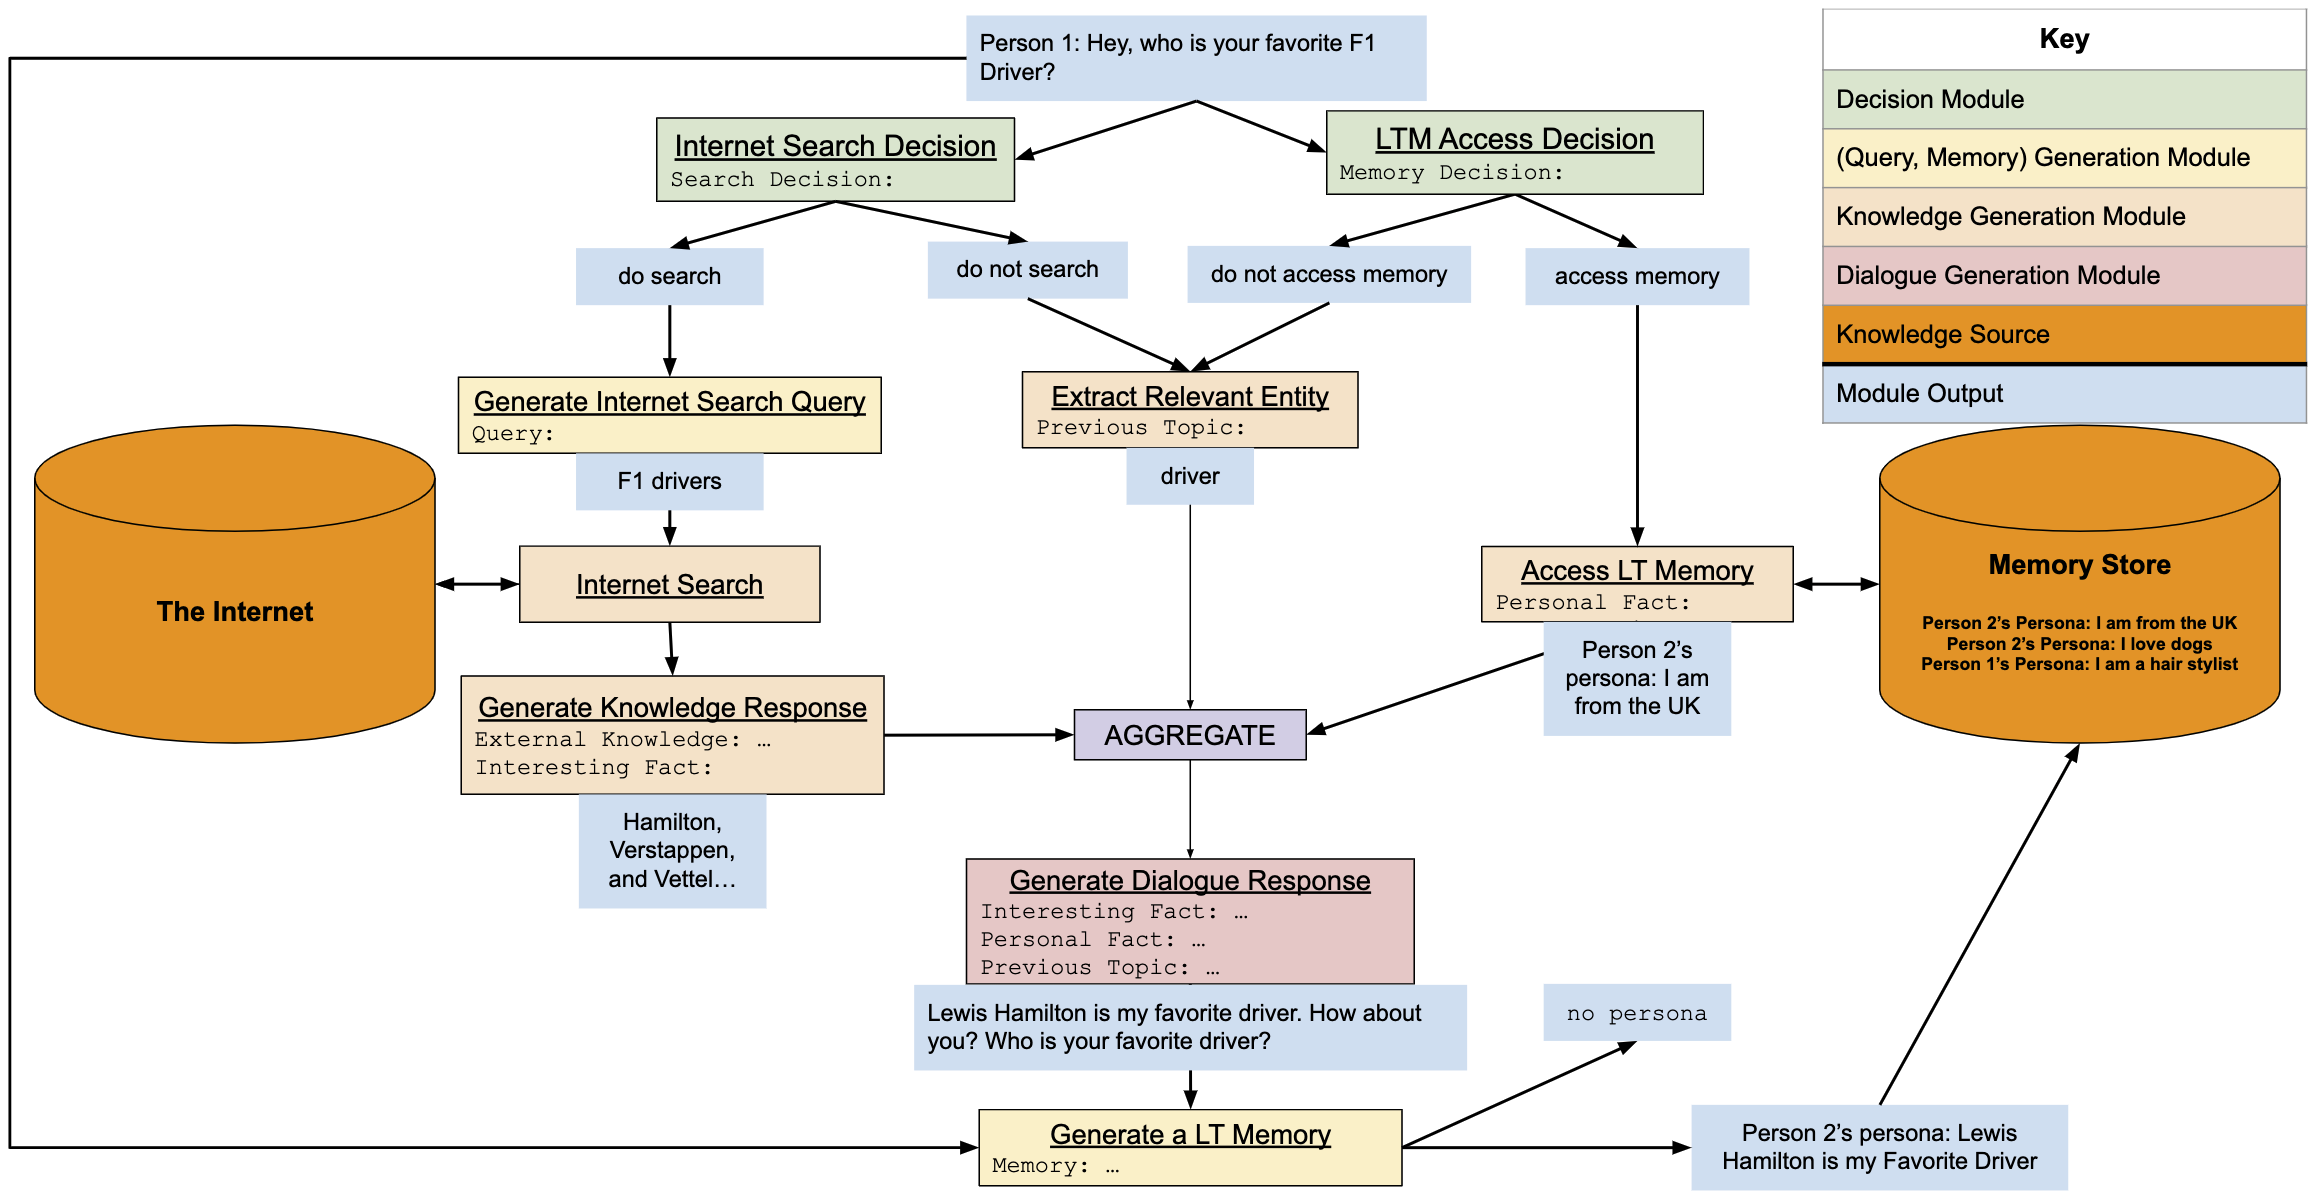 Person 1: Hey, who is your favorite F1
Driver?
Key
Decision Module
(Query, Memory) Generation Module
Knowledge Generation Module
Dialogue Generation Module
Knowledge Source
Module Output
Internet Search Decision
Search Decision:
LTM Access Decision
Memory Decision:
do search
do not search
do not access memory
access memory
Generate Internet Search Query
Query:
F1 drivers
Extract Relevant Entity
Previous Topic:
driver
The Internet
Internet Search
Access LT Memory
Personal Fact:
Person 2’s
persona: I am
from the UK
Memory Store
Person 2’s Persona: I am from the UK
Person 2’s Persona: I love dogs
Person 1’s Persona: I am a hair stylist
Generate Knowledge Response
External Knowledge: …
Interesting Fact:
Hamilton,
Verstappen,
and Vettel…
AGGREGATE
Generate Dialogue Response
Interesting Fact: …
Personal Fact: …
Previous Topic: …
Lewis Hamilton is my favorite driver. How about
you? Who is your favorite driver?
no persona
Generate a LT Memory
Memory: …
Person 2’s persona: Lewis
Hamilton is my Favorite Driver